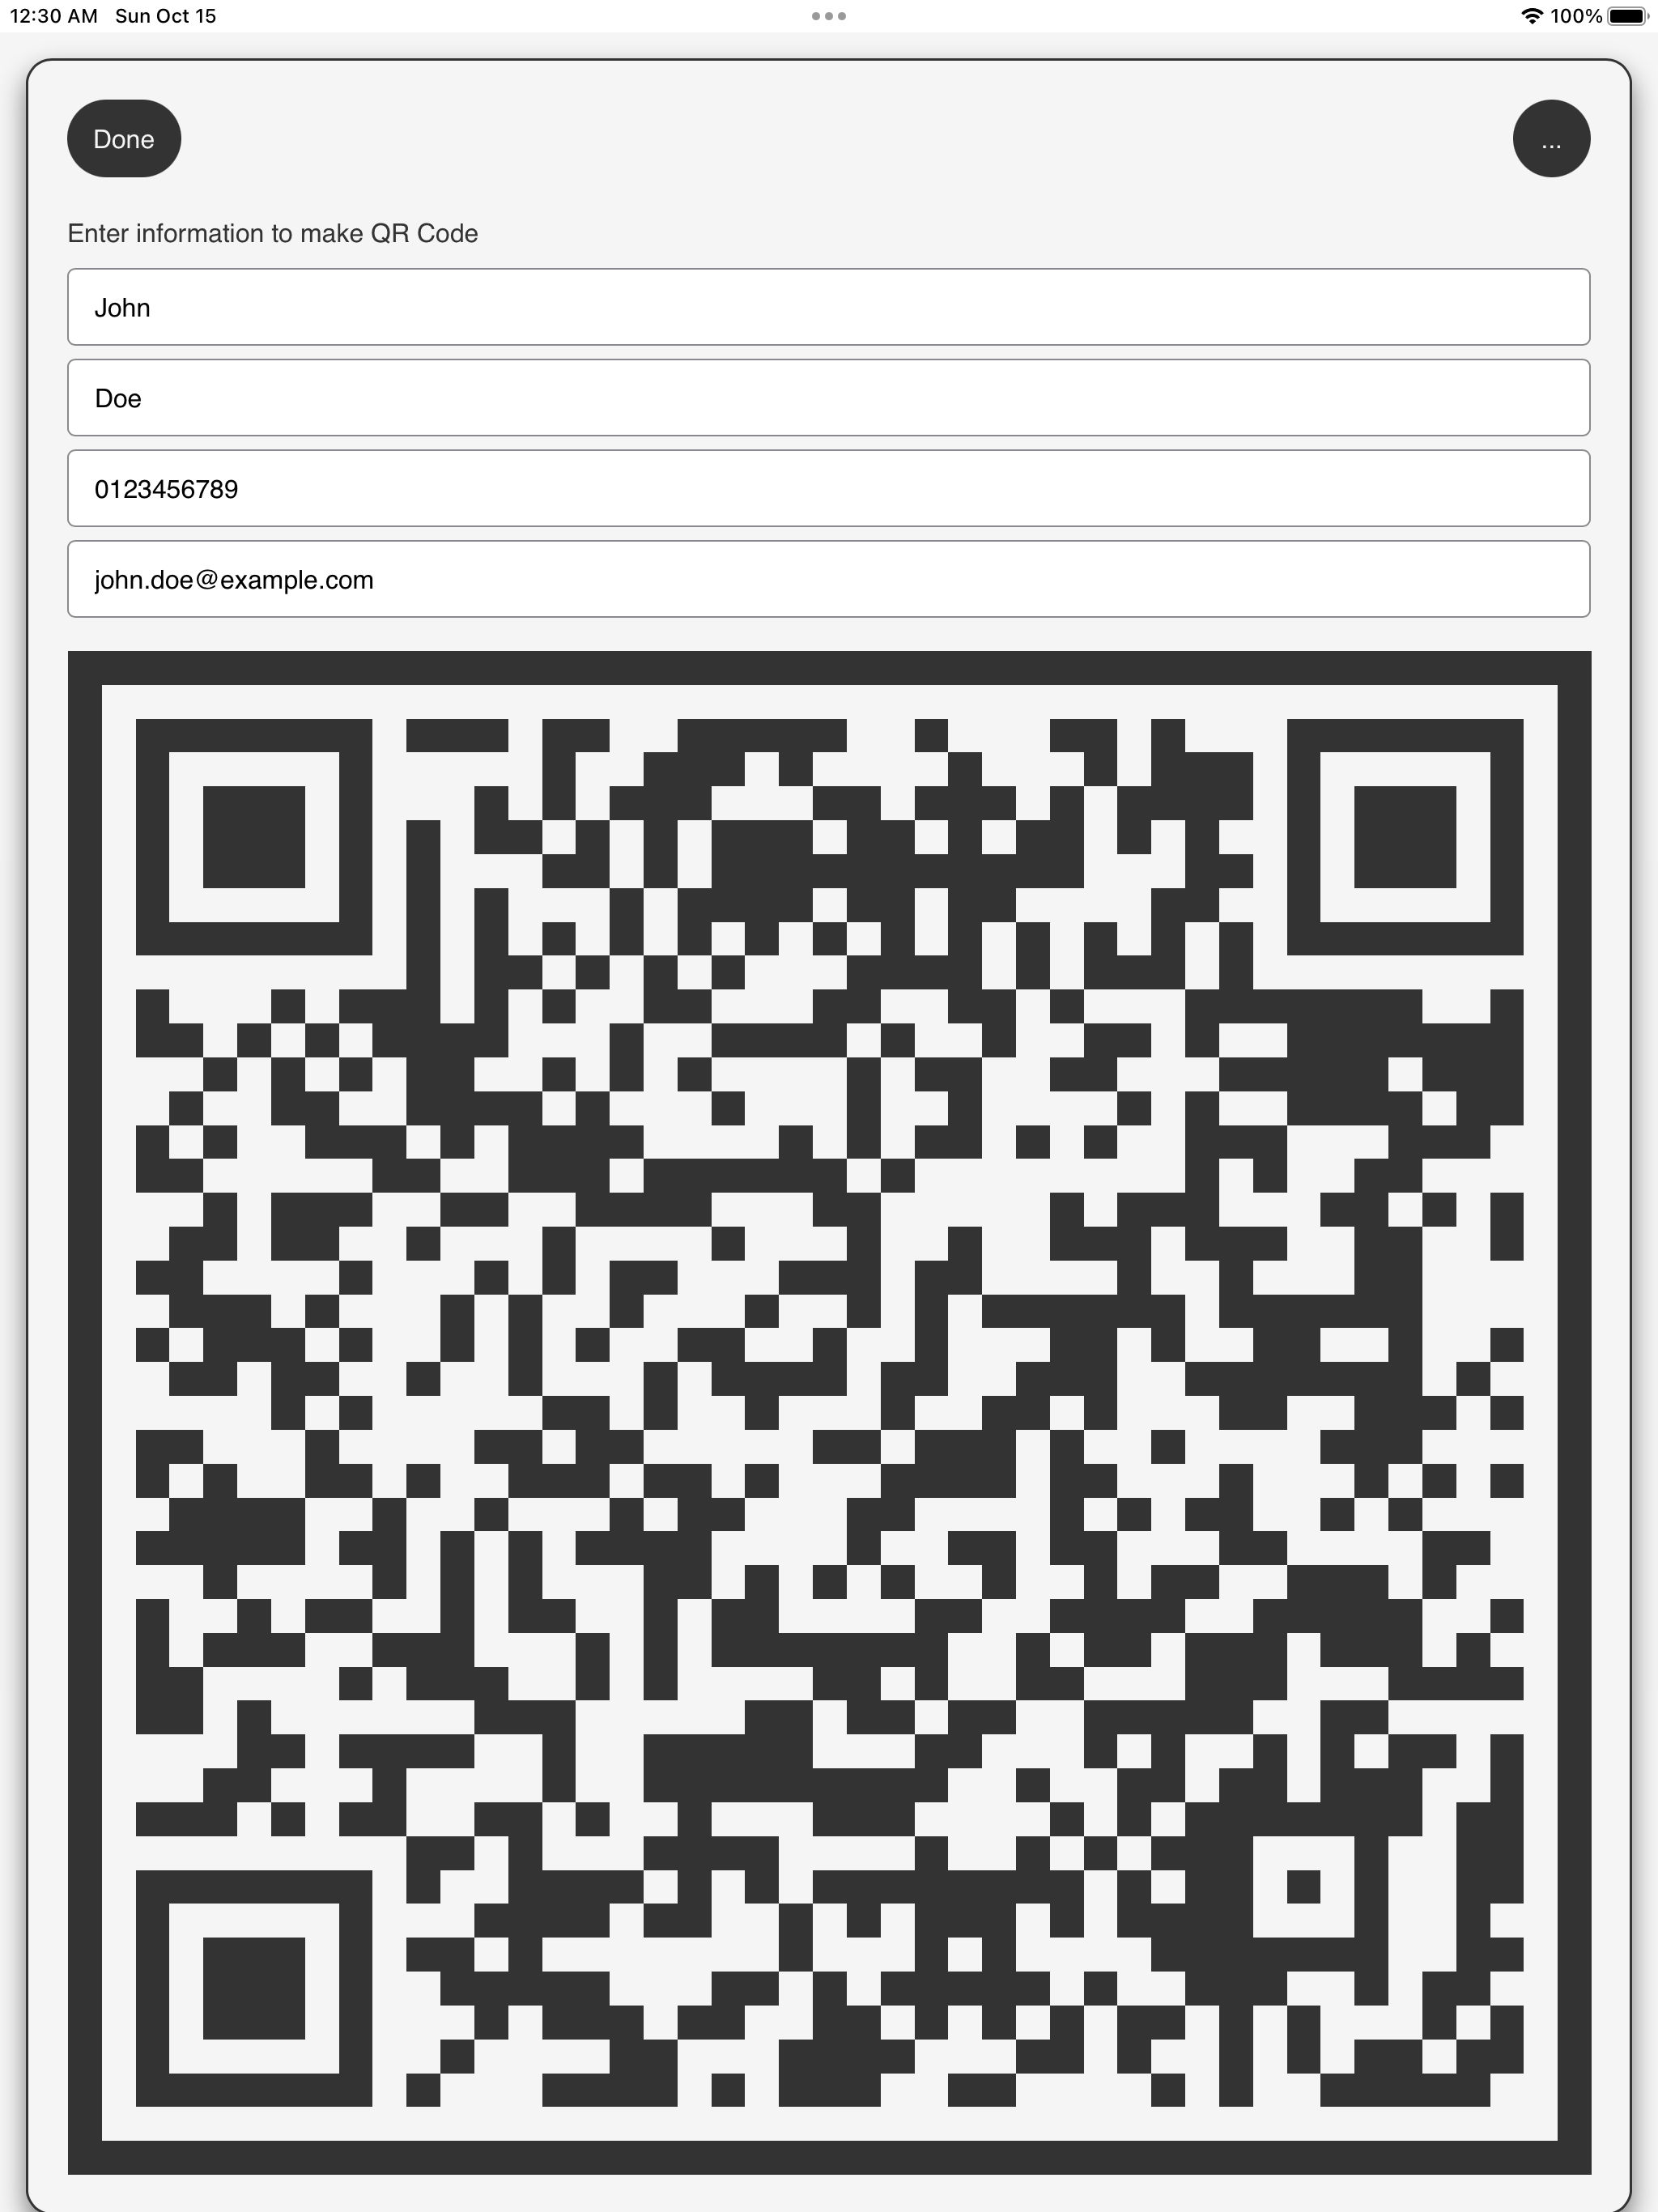 12:30 AM Sun Oct 15
100%
Done
...
Enter information to make QR Code
John
Doe
0123456789
john.doe@example.com